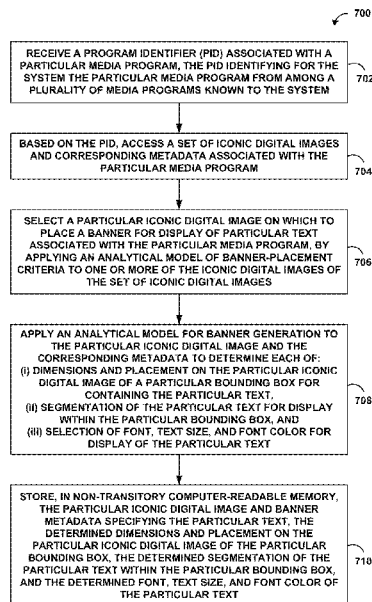 700
RECEIVE A PROGRAM IDENTIFIER (PID) ASSOCIATED WITH A
PARTICULAR MEDIA PROGRAM, THE PID IDENTIFYING FOR THE
SYSTEM THE PARTICULAR MEDIA PROGRAM FROM AMONG A
PLURALITY OF MEDIA PROGRAMS KNOWN TO THE SYSTEM
702
BASED ON THE PID, ACCESS A SET OF ICONIC DIGITAL IMAGES
AND CORRESPONDING METADATA ASSOCIATED WITH THE
PARTICULAR MEDIA PROGRAM
704
SELECT A PARTICULAR ICONIC DIGITAL IMAGE ON WHICH TO
PLACE A BANNER FOR DISPLAY OF PARTICULAR TEXT
ASSOCIATED WITH THE PARTICULAR MEDIA PROGRAM, BY
APPLYING AN ANALYTICAL MODEL OF BANNER-PLACEMENT
CRITERIA TO ONE OR MORE OF THE ICONIC DIGITAL IMAGES OF
THE SET OF ICONIC DIGITAL IMAGES
706
APPLY AN ANALYTICAL MODEL FOR BANNER GENERATION TO
THE PARTICULAR ICONIC DIGITAL IMAGE AND THE
CORRESPONDING METADATA TO DETERMINE EACH OF:
(i) DIMENSIONS AND PLACEMENT ON THE PARTICULAR ICONIC
DIGITAL IMAGE OF A PARTICULAR BOUNDING BOX FOR
CONTAINING THE PARTICULAR TEXT,
(ii) SEGMENTATION OF THE PARTICULAR TEXT FOR DISPLAY
WITHIN THE PARTICULAR BOUNDING BOX, AND
(iii) SELECTION OF FONT, TEXT SIZE, AND FONT COLOR FOR
DISPLAY OF THE PARTICULAR TEXT
708
STORE, IN NON-TRANSITORY COMPUTER-READABLE MEMORY,
THE PARTICULAR ICONIC DIGITAL IMAGE AND BANNER
METADATA SPECIFYING THE PARTICULAR TEXT, THE
DETERMINED DIMENSIONS AND PLACEMENT ON THE
PARTICULAR ICONIC DIGITAL IMAGE OF THE PARTICULAR
BOUNDING BOX, THE DETERMINED SEGMENTATION OF THE
PARTICULAR TEXT WITHIN THE PARTICULAR BOUNDING BOX,
AND THE DETERMINED FONT, TEXT SIZE, AND FONT COLOR OF
THE PARTICULAR TEXT
710